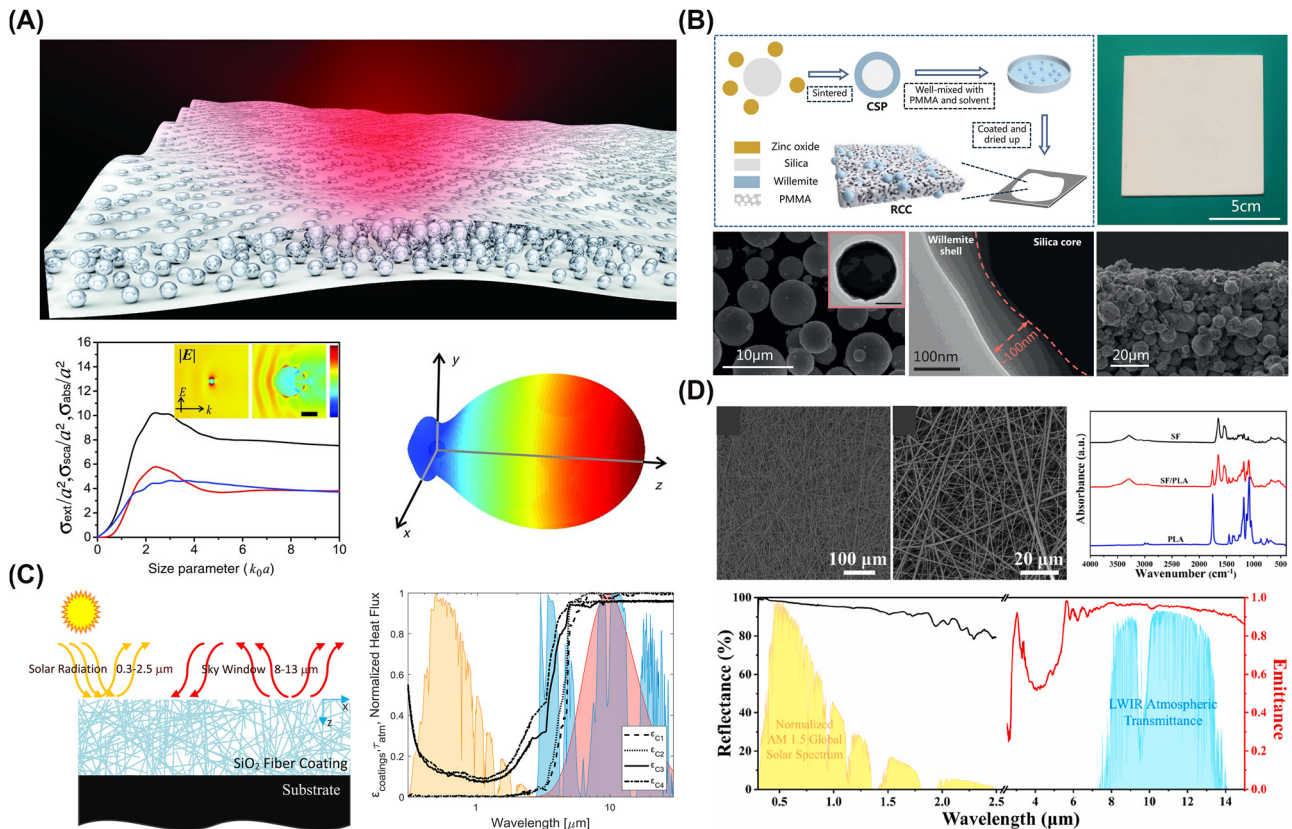 (A)
|E|
E
k
σext/a², σsca/a², σabs/a²
16
14
12
10
8
6
4
2
0
0 2 4 6 8 10
Size parameter (k₀a)
y
z
x
(B)
Sintered
CSP
Well-mixed with
PMMA and solvent
Coated and
dried up
Zinc oxide
Silica
Willemite
PMMA
RCC
5cm
10μm
Willemite
shell
Silica core
~100nm
100nm
20μm
(C)
Solar Radiation 0.3-2.5 μm
Sky Window 8-13 μm
x
z
SiO₂ Fiber Coating
Substrate
εcoatings, τatm, Normalized Heat Flux
1
0.8
0.6
0.4
0.2
0
εC1
εC2
εC3
εC4
1 10
Wavelength [μm]
(D)
100 μm
20 μm
Absorbance (a.u.)
SF
SF/PLA
PLA
4000 3500 3000 2500 2000 1500 1000 500
Wavenumber (cm⁻¹)
Reflectance (%)
100
80
60
40
20
0
Normalized
AM 1.5 Global
Solar Spectrum
LWIR Atmospheric
Transmittance
1.0
0.8
0.6
0.4
0.2
0.0
Emittance
0.5 1.0 1.5 2.0 2.5 4 6 8 10 12 14
Wavelength (μm)